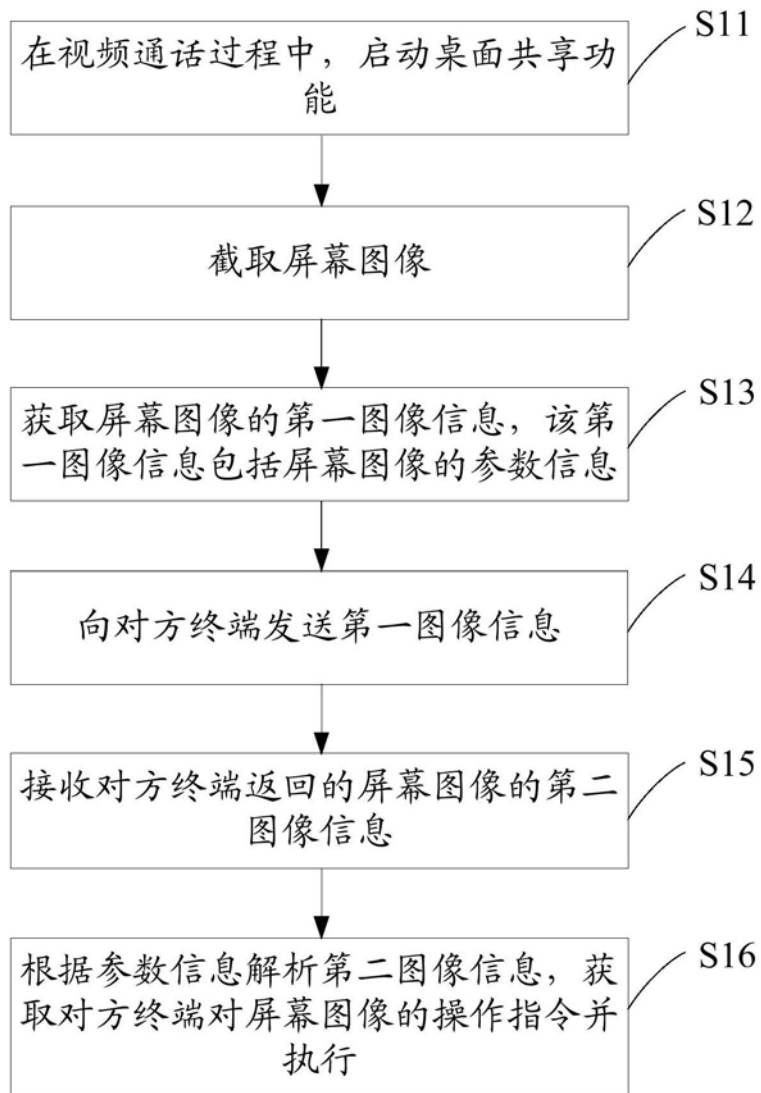 在视频通话过程中，启动桌面共享功
能
S11
截取屏幕图像
S12
获取屏幕图像的第一图像信息，该第
一图像信息包括屏幕图像的参数信息
S13
向对方终端发送第一图像信息
S14
接收对方终端返回的屏幕图像的第二
图像信息
S15
根据参数信息解析第二图像信息，获
取对方终端对屏幕图像的操作指令并
执行
S16